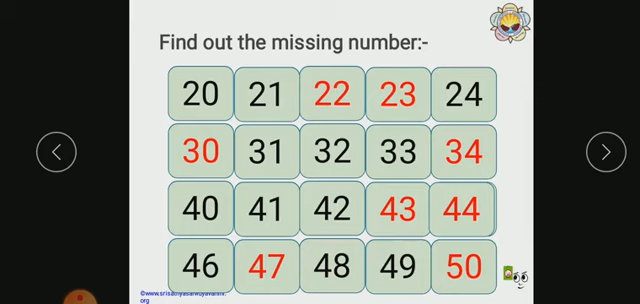 Find out the missing number:-
20 21 22 23 24
30 31 32 33 34
40 41 42 43 44
46 47 48 49 50
org